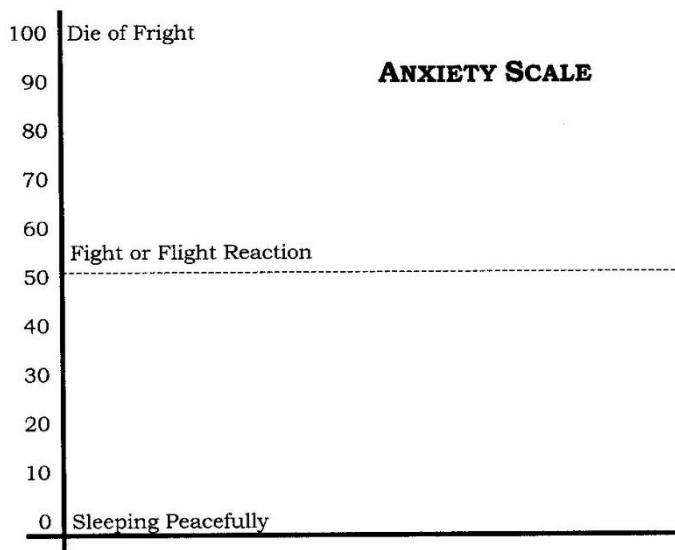 100 Die of Fright
ANXIETY SCALE
90
80
70
60
Fight or Flight Reaction
50
40
30
20
10
0 Sleeping Peacefully